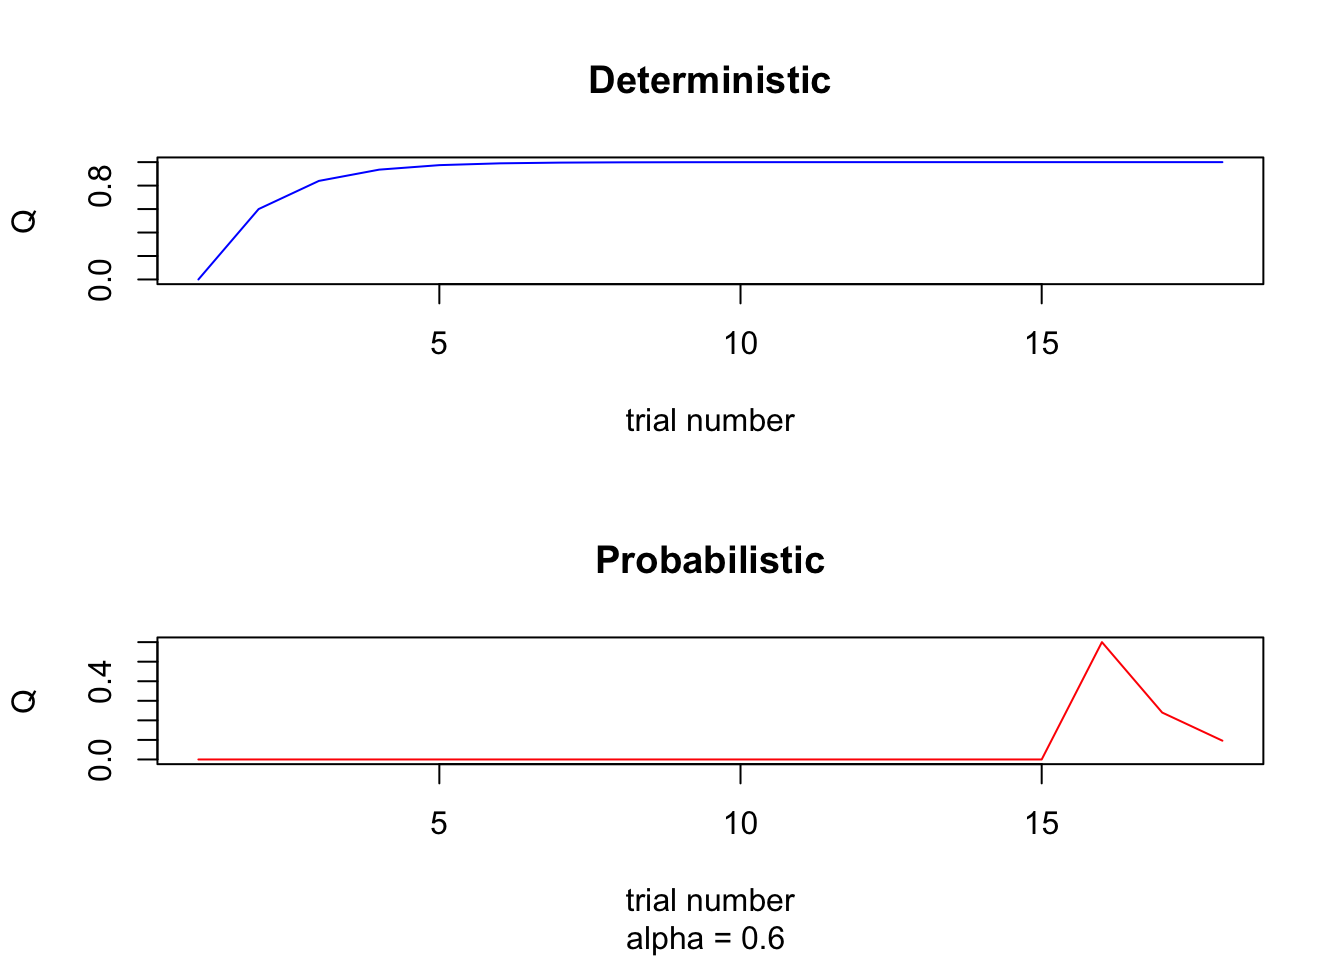 Deterministic
Q
0.8
0.0
5 10 15
trial number
Probabilistic
Q
0.4
0.0
5 10 15
trial number
alpha = 0.6